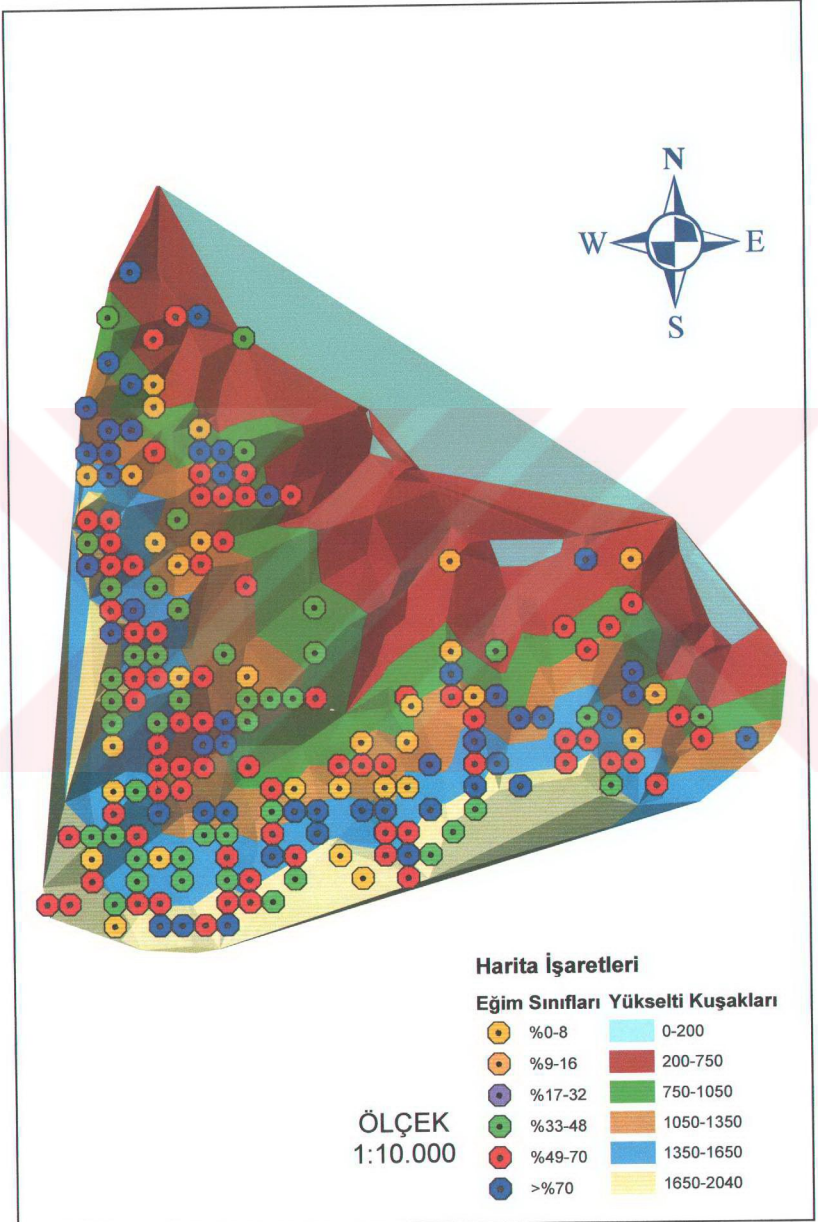 N
W E
S
Harita İşaretleri
Eğim Sınıfları Yükselti Kuşakları
%0-8 0-200
%9-16 200-750
%17-32 750-1050
%33-48 1050-1350
%49-70 1350-1650
>%70 1650-2040
ÖLÇEK
1:10.000